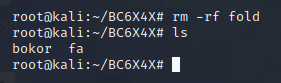 root@kali:~/BC6X4X# rm -rf fold
root@kali:~/BC6X4X# ls
bokor  fa
root@kali:~/BC6X4X#